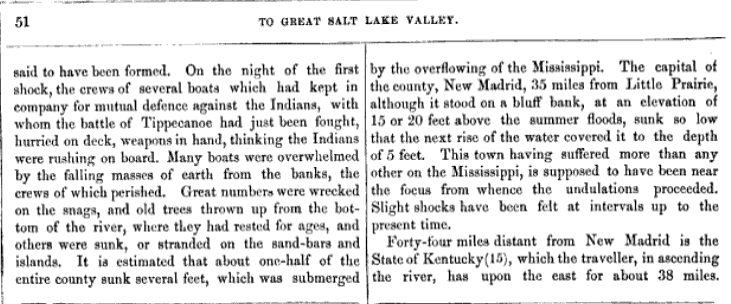 51
TO GREAT SALT LAKE VALLEY.
said to have been formed. On the night of the first
shock, the crews of several boats which had kept in
company for mutual defence against the Indians, with
whom the battle of Tippecanoe had just been fought,
hurried on deck, weapons in hand, thinking the Indians
were rushing on board. Many boats were overwhelmed
by the falling masses of earth from the banks, the
crews of which perished. Great numbers were wrecked
on the snags, and old trees thrown up from the bot-
tom of the river, where they had rested for ages, and
others were sunk, or stranded on the sand-bars and
islands. It is estimated that about one-half of the
entire county sunk several feet, which was submerged
by the overflowing of the Mississippi. The capital of
the county, New Madrid, 35 miles from Little Prairie,
although it stood on a bluff bank, at an elevation of
15 or 20 feet above the summer floods, sunk so low
that the next rise of the water covered it to the depth
of 5 feet. This town having suffered more than any
other on the Mississippi, is supposed to have been near
the focus from whence the undulations proceeded.
Slight shocks have been felt at intervals up to the
present time.
Forty-four miles distant from New Madrid is the
State of Kentucky(15), which the traveller, in ascending
the river, has upon the east for about 38 miles.